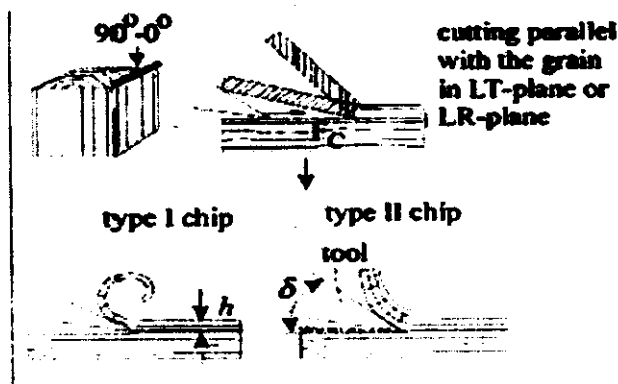 90°-0°
cutting parallel
with the grain
in LT-plane or
LR-plane
C
type I chip
type II chip
tool
h
δ